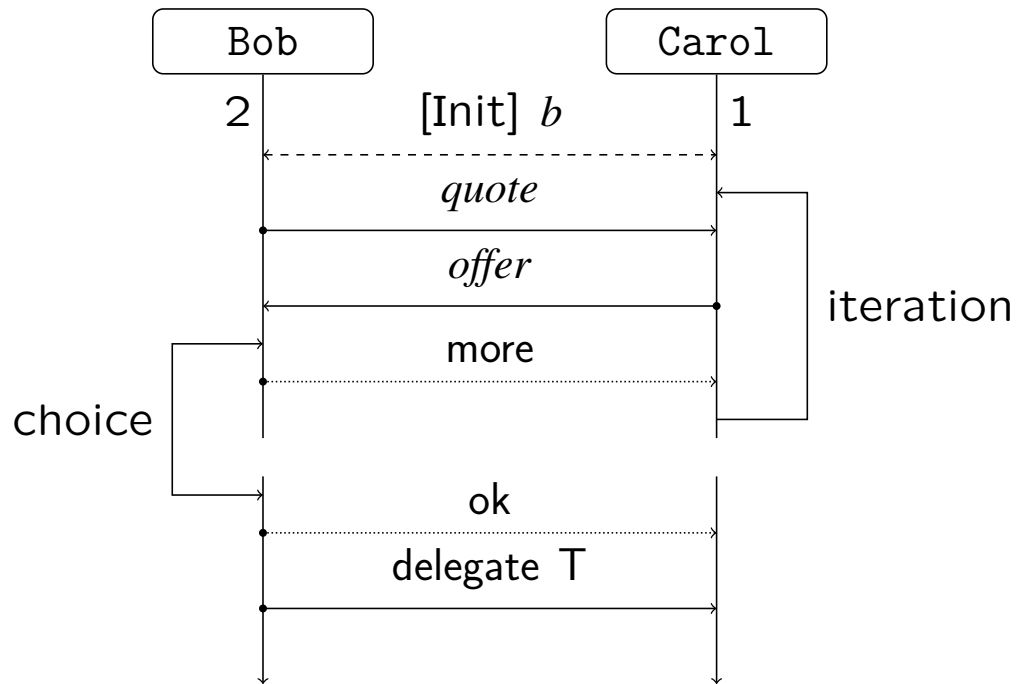 Bob Carol
2 [Init] b 1
quote
offer
iteration
more
choice
ok
delegate T